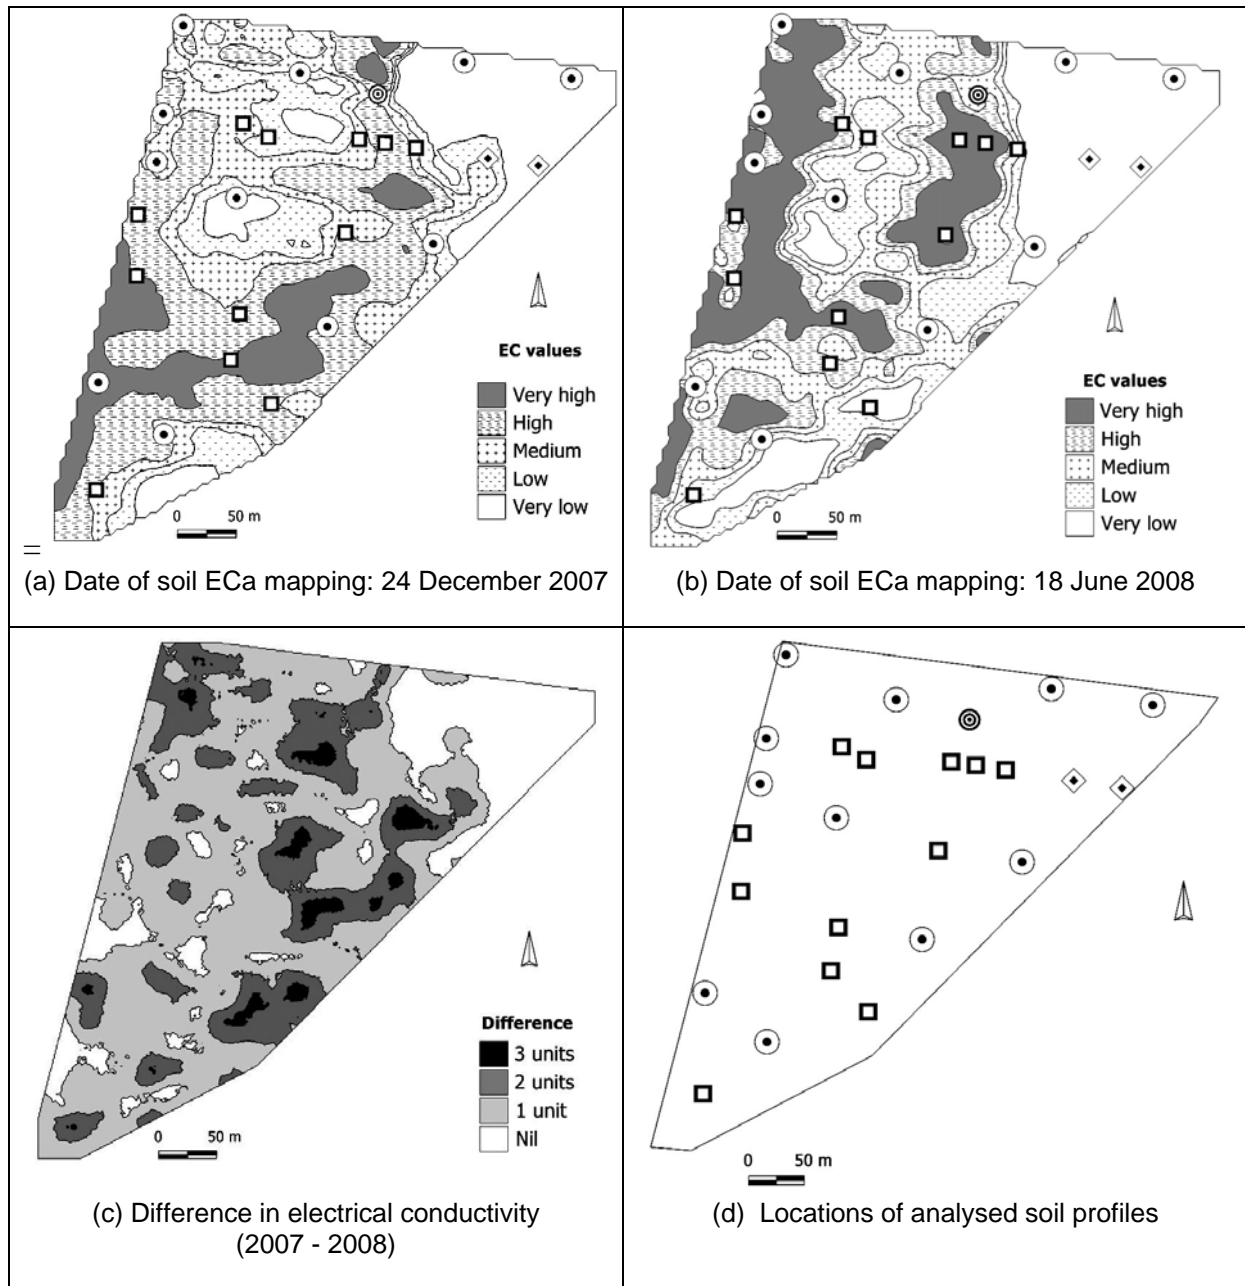 EC values
Very high
High
Medium
Low
Very low
0 50 m
(a) Date of soil ECa mapping: 24 December 2007
EC values
Very high
High
Medium
Low
Very low
0 50 m
(b) Date of soil ECa mapping: 18 June 2008
Difference
3 units
2 units
1 unit
Nil
0 50 m
(c) Difference in electrical conductivity
(2007 - 2008)
0 50 m
(d) Locations of analysed soil profiles